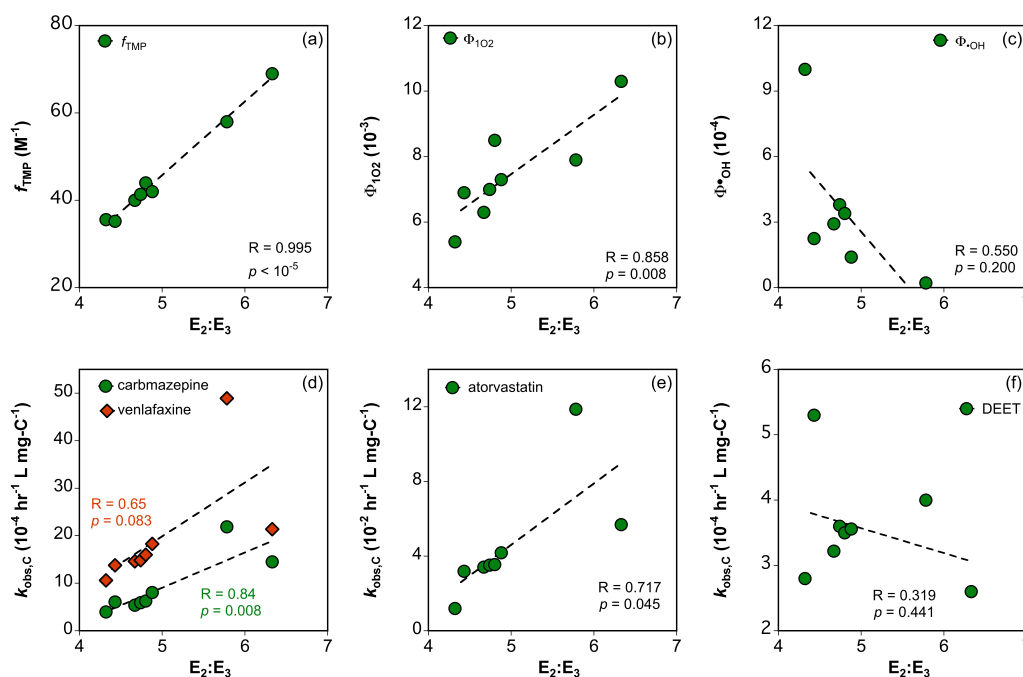 80
60
40
20
4
5
6
7
f_TMP (M⁻¹)
E₂:E₃
f_TMP
(a)
R = 0.995
p < 10⁻⁵
12
10
8
6
4
4
5
6
7
Φ₁O₂ (10⁻³)
E₂:E₃
Φ₁O₂
(b)
R = 0.858
p = 0.008
12
9
6
3
0
4
5
6
7
Φ•OH (10⁻⁴)
E₂:E₃
Φ•OH
(c)
R = 0.550
p = 0.200
50
40
30
20
10
0
4
5
6
7
k_obs,C (10⁻⁴ hr⁻¹ L mg-C⁻¹)
E₂:E₃
carbmazepine
venlafaxine
(d)
R = 0.65
p = 0.083
R = 0.84
p = 0.008
12
8
4
0
4
5
6
7
k_obs,C (10⁻² hr⁻¹ L mg-C⁻¹)
E₂:E₃
atorvastatin
(e)
R = 0.717
p = 0.045
6
5
4
3
2
4
5
6
7
k_obs,C (10⁻⁴ hr⁻¹ L mg-C⁻¹)
E₂:E₃
DEET
(f)
R = 0.319
p = 0.441